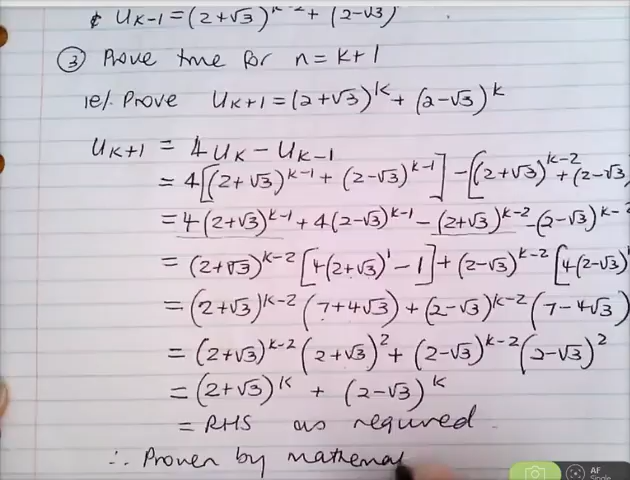 & U_{k-1} = (2+√3)^{k-2} + (2-√3)
③ Prove true for n = k+1
ie/. Prove U_{k+1} = (2+√3)^k + (2-√3)^k
U_{k+1} = 4U_k - U_{k-1}
= 4[(2+√3)^{k-1} + (2-√3)^{k-1}] - [(2+√3)^{k-2} + (2-√3)
= 4(2+√3)^{k-1} + 4(2-√3)^{k-1} - (2+√3)^{k-2} - (2-√3)^{k-2}
= (2+√3)^{k-2} [4(2+√3)^1 - 1] + (2-√3)^{k-2} [4(2-√3)^1
= (2+√3)^{k-2} (7+4√3) + (2-√3)^{k-2} (7-4√3)
= (2+√3)^{k-2} (2+√3)^2 + (2-√3)^{k-2} (2-√3)^2
= (2+√3)^k + (2-√3)^k
= RHS as required.
∴ Proven by mathemat
AF
Single